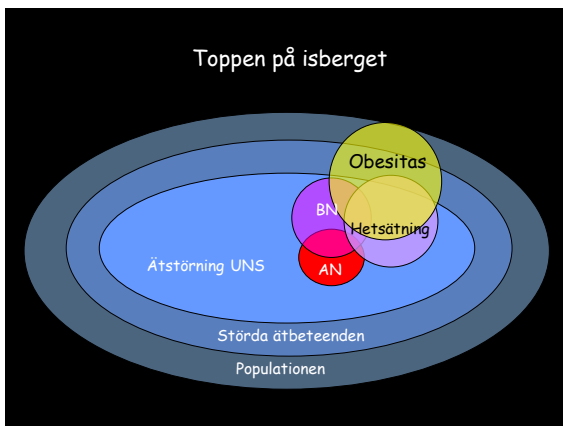 Toppen på isberget
Obesitas
BN
Hetsätning
Ätstörning UNS
AN
Störda ätbeteenden
Populationen